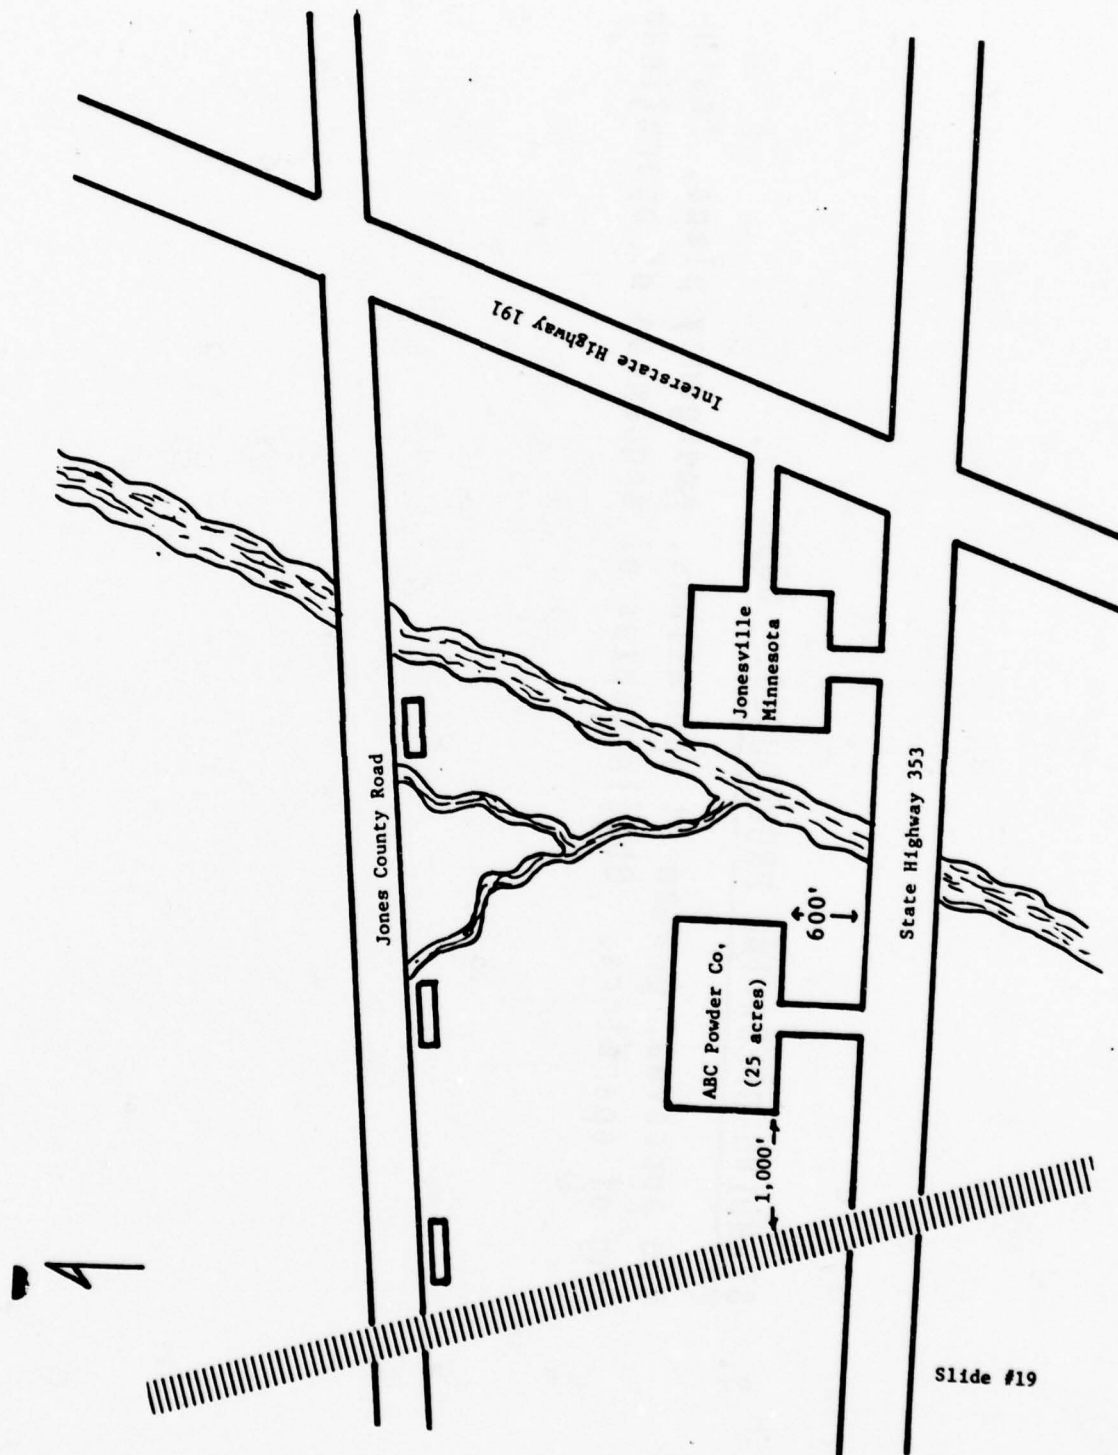 Interstate Highway 191
Jones County Road
Jonesville
Minnesota
State Highway 353
600'
ABC Powder Co,
(25 acres)
1,000'
Slide #19